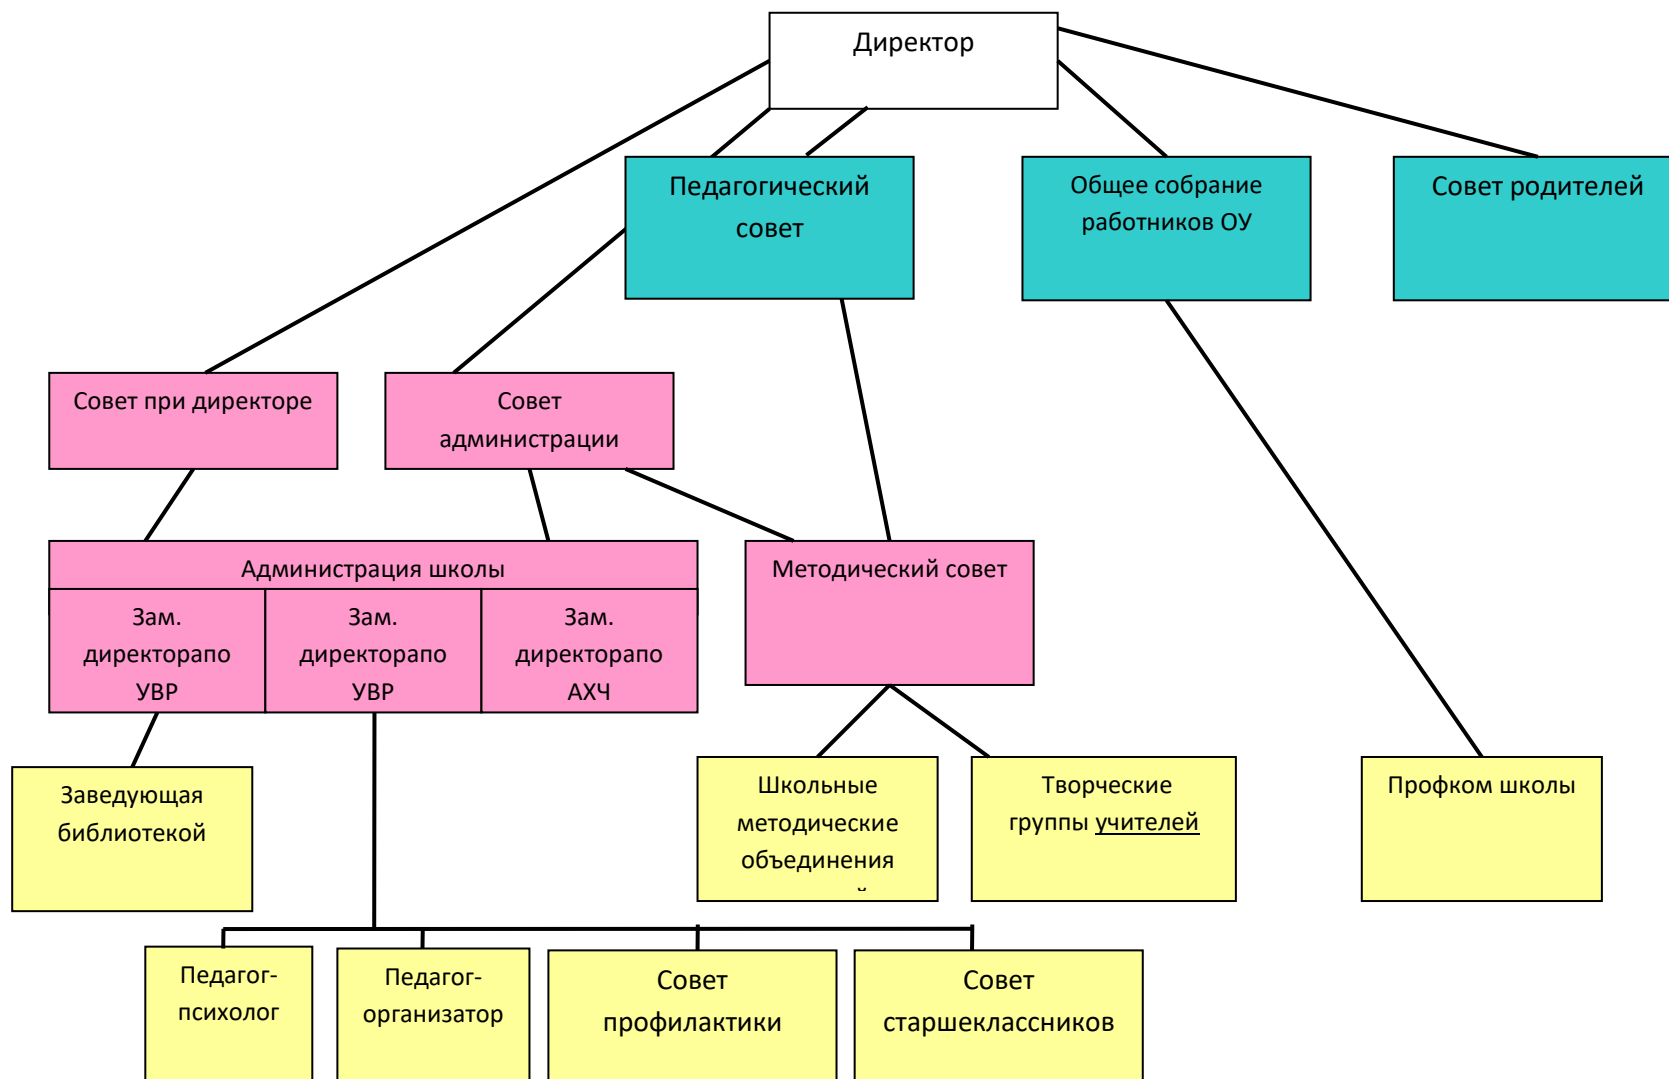 Директор
Педагогический
совет
Общее собрание
работников ОУ
Совет родителей
Совет при директоре
Совет
администрации
Администрация школы
Зам.
директорапо
УВР
Зам.
директорапо
УВР
Зам.
директорапо
АХЧ
Методический совет
Заведующая
библиотекой
Школьные
методические
объединения
Творческие
группы учителей
Профком школы
Педагог-
психолог
Педагог-
организатор
Совет
профилактики
Совет
старшеклассников